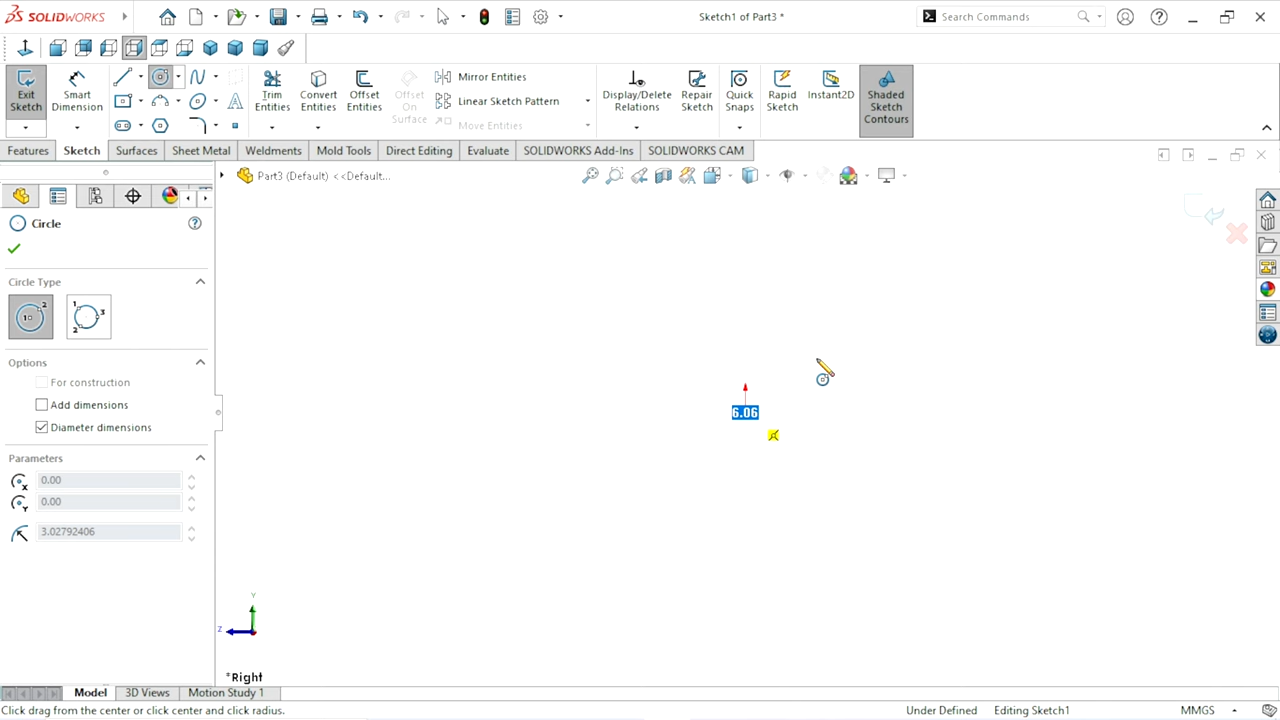 SOLIDWORKS
Sketch1 of Part3 *
Search Commands
Exit Sketch
Smart Dimension
Trim Entities
Convert Entities
Offset Entities
Offset On Surface
Mirror Entities
Linear Sketch Pattern
Move Entities
Display/Delete Relations
Repair Sketch
Quick Snaps
Rapid Sketch
Instant2D
Shaded Sketch Contours
Features
Sketch
Surfaces
Sheet Metal
Weldments
Mold Tools
Direct Editing
Evaluate
SOLIDWORKS Add-Ins
SOLIDWORKS CAM
Part3 (Default) <<Default...
Circle
Circle Type
Options
For construction
Add dimensions
Diameter dimensions
Parameters
0.00
0.00
3.02792406
6.06
Y
Z
*Right
Model
3D Views
Motion Study 1
Click drag from the center or click center and click radius.
Under Defined
Editing Sketch1
MMGS